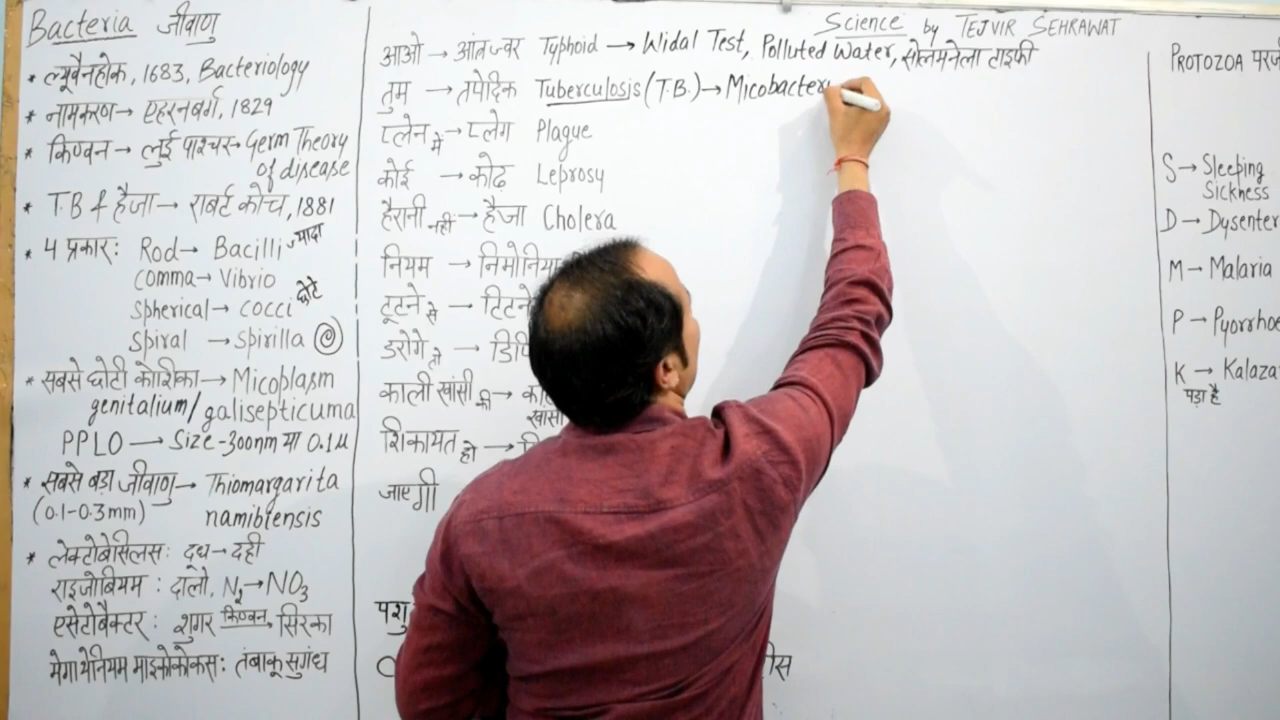 Bacteria जीवाणु
* ल्यूवैनहोक, 1683, Bacteriology
* नामकरण → एहरनबर्ग, 1829
* किण्वन → लुई पाश्चर → Germ Theory
of disease
* T.B & हैजा → राबर्ट कोच, 1881
* 4 प्रकार: Rod → Bacilli ज्यादा
comma → Vibrio
Spherical → cocci छोटे
Spiral → Spirilla
* सबसे छोटी कोशिका → Micoplasm
genitalium/galisepticuma
PPLO → Size-300nm या 0.1μ
* सबसे बड़ा जीवाणु → Thiomargarita
(0.1-0.3mm) namibiensis
* लेक्टोबेसिलस: दूध → दही
राइजोबियम: दालो, N₂ → NO₃
एसेटोबैक्टर: शुगर किण्वन → सिरका
मेगाथेनियम माइक्रोकोकस: तंबाकू सुगंध
Science by TEJVIR SEHRAWAT
आओ → आंत्रज्वर Typhoid → Widal Test, Polluted Water, सोलमनेला टाइफी
तुम → तपेदिक Tuberculosis (T.B.) → Micobacter
प्लेन में → प्लेग Plague
कोई → कोढ़ Leprosy
हैरानी नहीं → हैजा Cholera
नियम → निमोनिया
टूटने से → टिटने
डरोगे तो → डिप
काली खांसी की → का
खांसी
शिकायत हो →
जाएगी
पशु
PROTOZOA परज
S → Sleeping
Sickness
D → Dysenter
M → Malaria
P → Pyorrhoe
K → Kalaza
पड़ा है